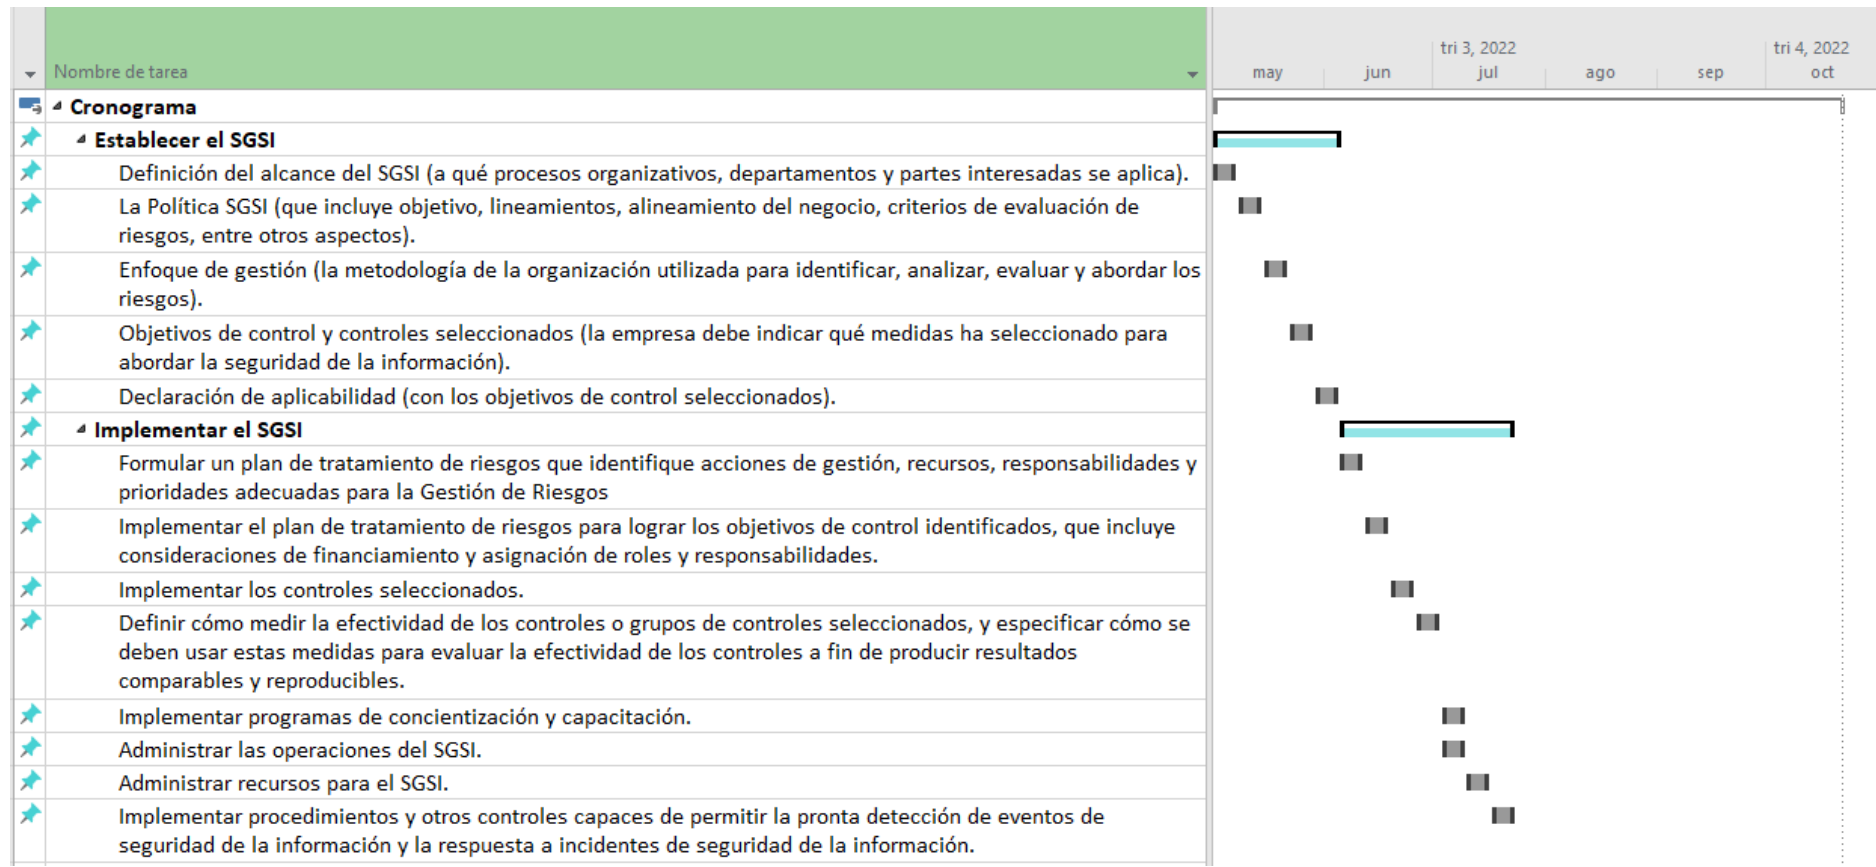 tri 3, 2022 tri 4, 2022
Nombre de tarea may jun jul ago sep oct
Cronograma
Establecer el SGSI
Definición del alcance del SGSI (a qué procesos organizativos, departamentos y partes interesadas se aplica).
La Política SGSI (que incluye objetivo, lineamientos, alineamiento del negocio, criterios de evaluación de
riesgos, entre otros aspectos).
Enfoque de gestión (la metodología de la organización utilizada para identificar, analizar, evaluar y abordar los
riesgos).
Objetivos de control y controles seleccionados (la empresa debe indicar qué medidas ha seleccionado para
abordar la seguridad de la información).
Declaración de aplicabilidad (con los objetivos de control seleccionados).
Implementar el SGSI
Formular un plan de tratamiento de riesgos que identifique acciones de gestión, recursos, responsabilidades y
prioridades adecuadas para la Gestión de Riesgos
Implementar el plan de tratamiento de riesgos para lograr los objetivos de control identificados, que incluye
consideraciones de financiamiento y asignación de roles y responsabilidades.
Implementar los controles seleccionados.
Definir cómo medir la efectividad de los controles o grupos de controles seleccionados, y especificar cómo se
deben usar estas medidas para evaluar la efectividad de los controles a fin de producir resultados
comparables y reproducibles.
Implementar programas de concientización y capacitación.
Administrar las operaciones del SGSI.
Administrar recursos para el SGSI.
Implementar procedimientos y otros controles capaces de permitir la pronta detección de eventos de
seguridad de la información y la respuesta a incidentes de seguridad de la información.